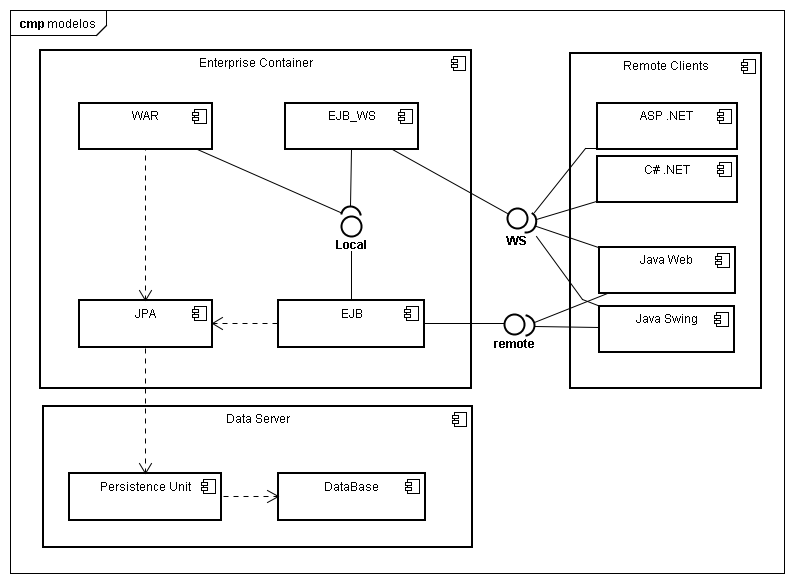 cmp modelos
Enterprise Container
Remote Clients
WAR
EJB_WS
ASP .NET
C# .NET
Local
WS
Java Web
JPA
EJB
remote
Java Swing
Data Server
Persistence Unit
DataBase